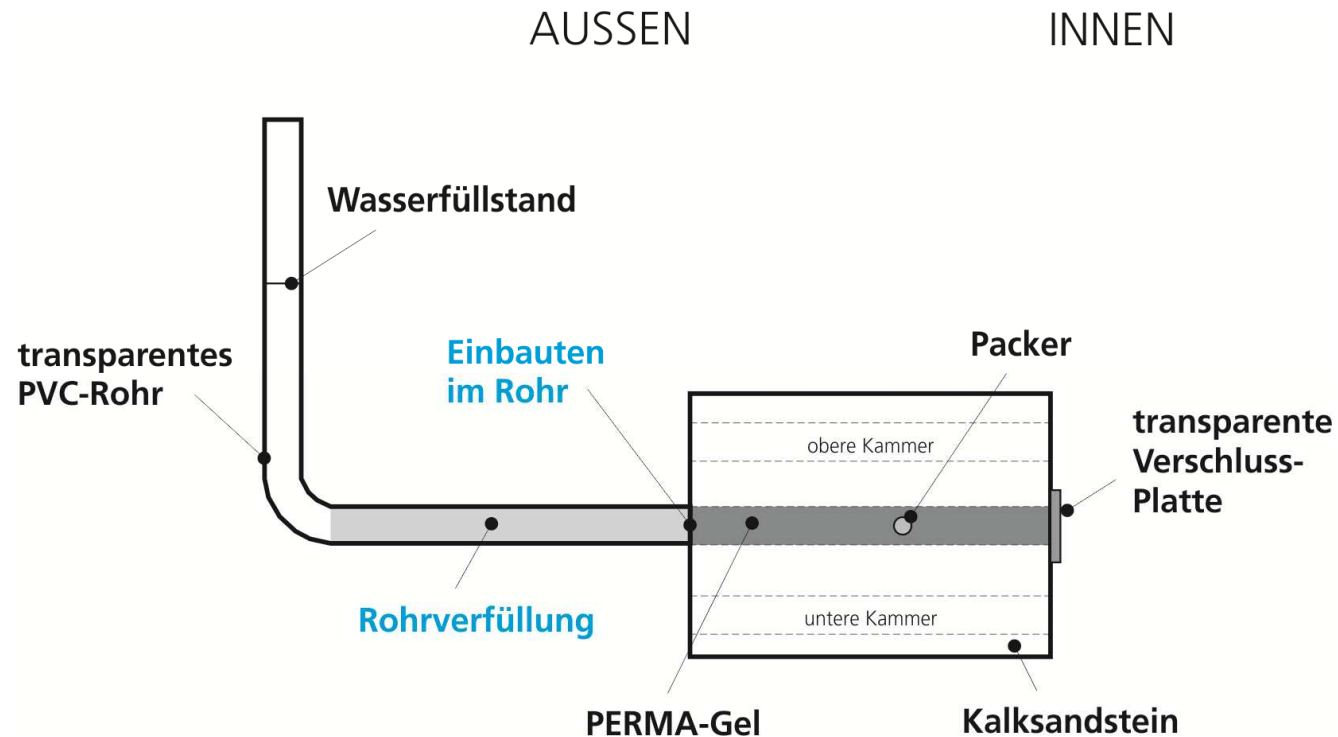 AUSSEN
INNEN
Wasserfüllstand
transparentes
PVC-Rohr
Einbauten
im Rohr
Packer
transparente
Verschluss-
Platte
obere Kammer
untere Kammer
Rohrverfüllung
PERMA-Gel
Kalksandstein